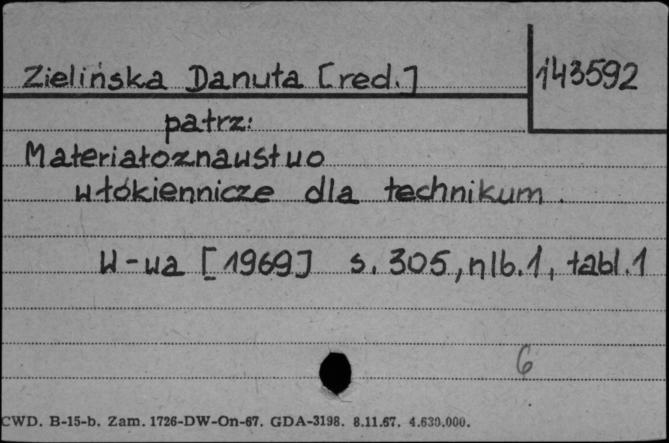 Zielińska Danuta [red.]
143592
patrz:
Materiałoznawstwo
włókiennicze dla technikum.
W-wa [1969] s. 305, nlb.1, tabl.1
6
CWD. B-15-b. Zam. 1726-DW-On-67. GDA-3198. 8.11.67. 4.630.000.